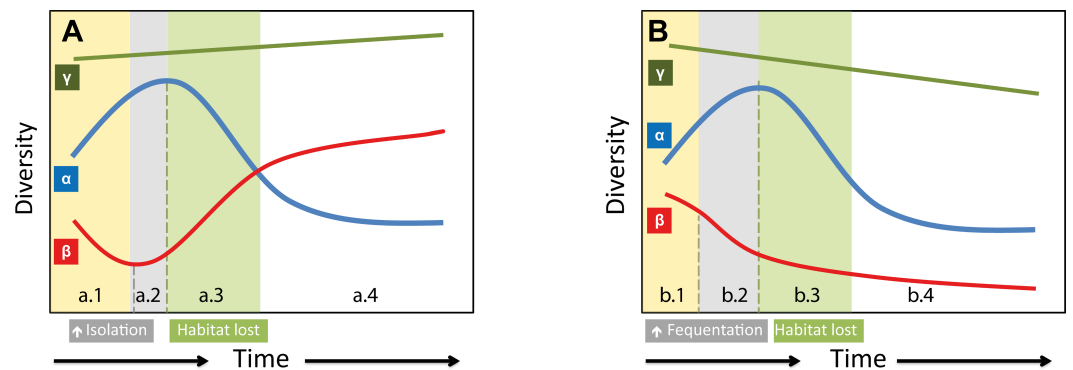 A
γ
α
β
Diversity
a.1 a.2 a.3 a.4
↑ Isolation Habitat lost
Time
B
γ
α
β
Diversity
b.1 b.2 b.3 b.4
↑ Fequentation Habitat lost
Time